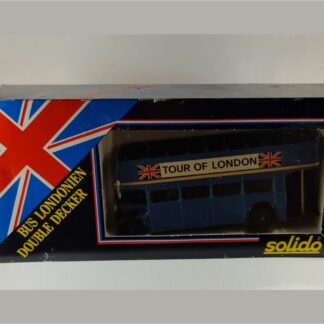 BUS LONDONIEN
DOUBLE DECKER
TOUR OF LONDON
solido